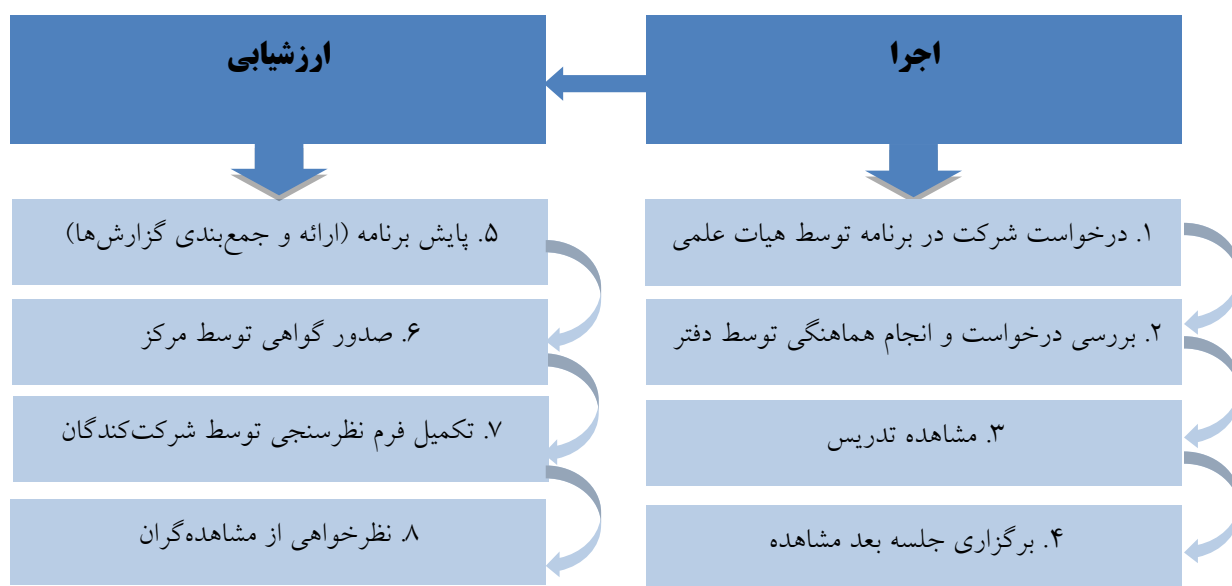 اجرا
۱. درخواست شرکت در برنامه توسط هیات علمی
۲. بررسی درخواست و انجام هماهنگی توسط دفتر
۳. مشاهده تدریس
۴. برگزاری جلسه بعد مشاهده
ارزشیابی
۵. پایش برنامه (ارائه و جمع‌بندی گزارش‌ها)
۶. صدور گواهی توسط مرکز
۷. تکمیل فرم نظرسنجی توسط شرکت‌کندگان
۸. نظرخواهی از مشاهده‌گران